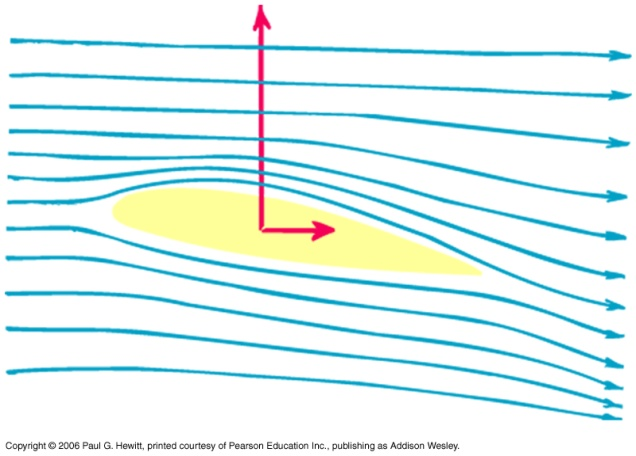 Copyright © 2006 Paul G. Hewitt, printed courtesy of Pearson Education Inc., publishing as Addison Wesley.